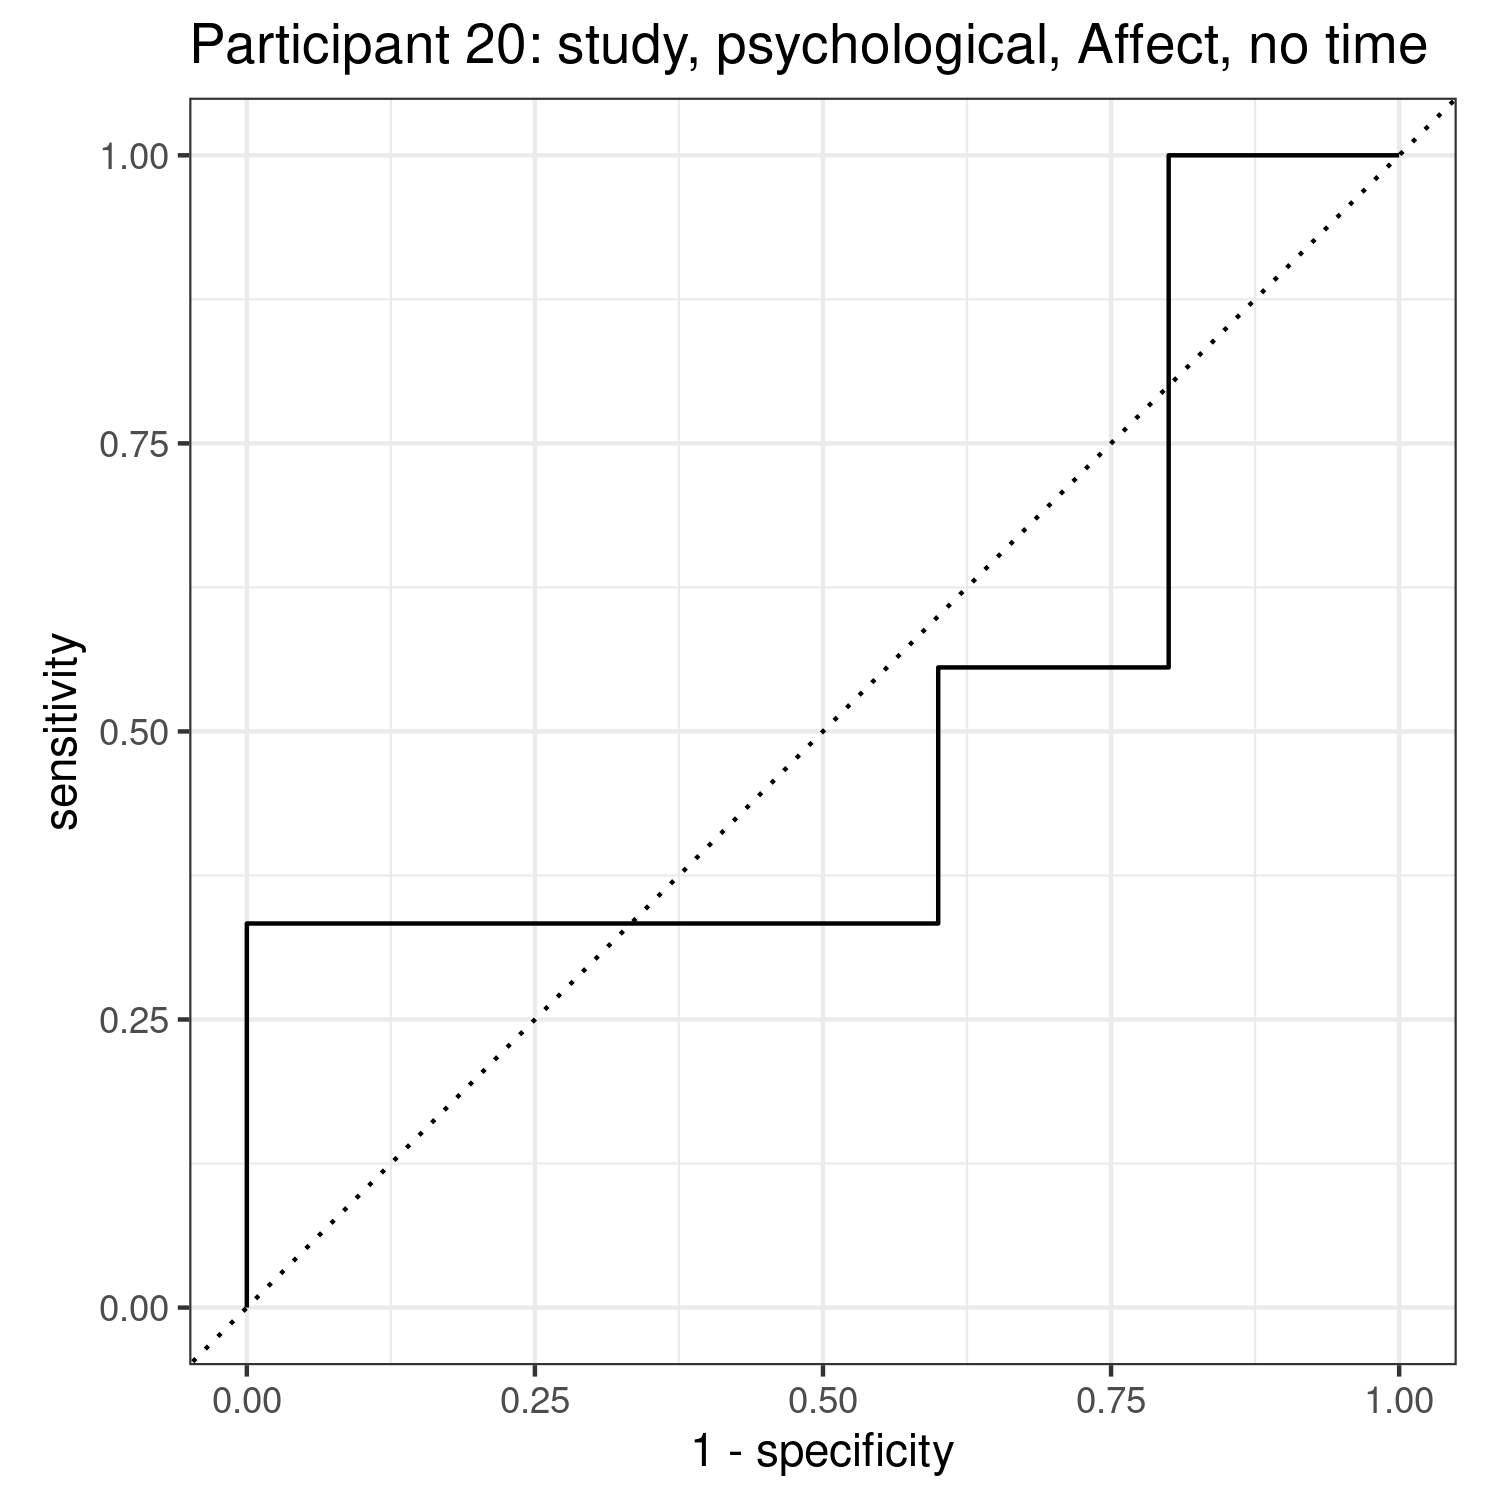 Participant 20: study, psychological, Affect, no time
1.00
0.75
0.50
0.25
0.00
sensitivity
0.00 0.25 0.50 0.75 1.00
1 - specificity